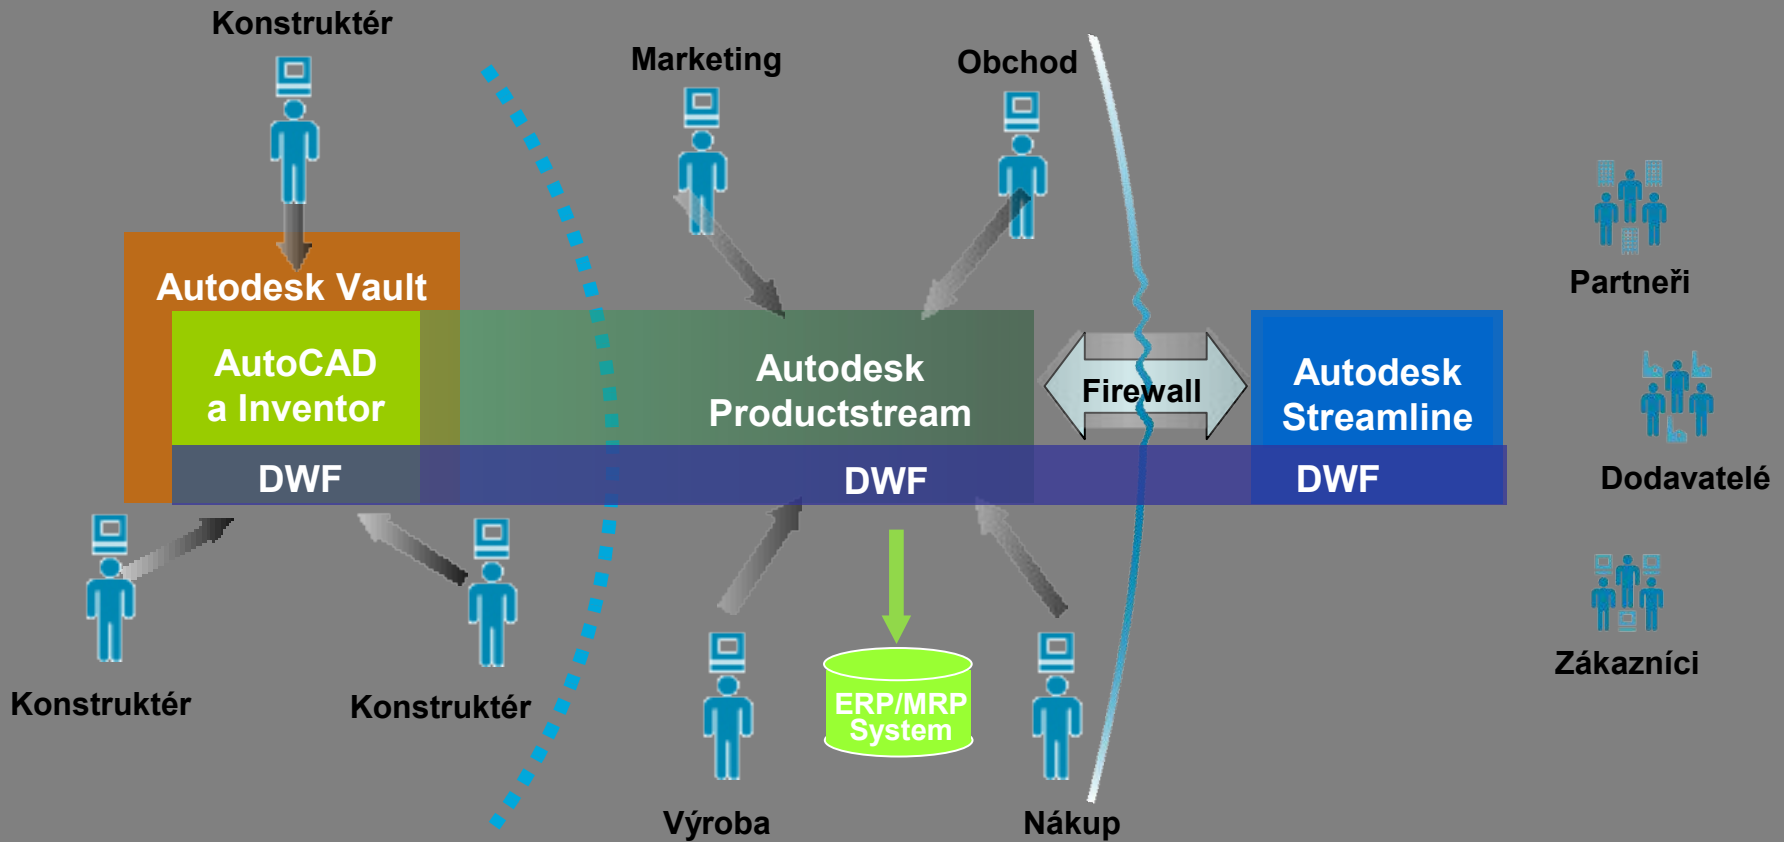 Konstruktér
Marketing
Obchod
Autodesk Vault
AutoCAD
a Inventor
DWF
Autodesk
Productstream
DWF
Firewall
Autodesk
Streamline
DWF
Partneři
Dodavatelé
Zákazníci
Konstruktér
Konstruktér
ERP/MRP
System
Výroba
Nákup